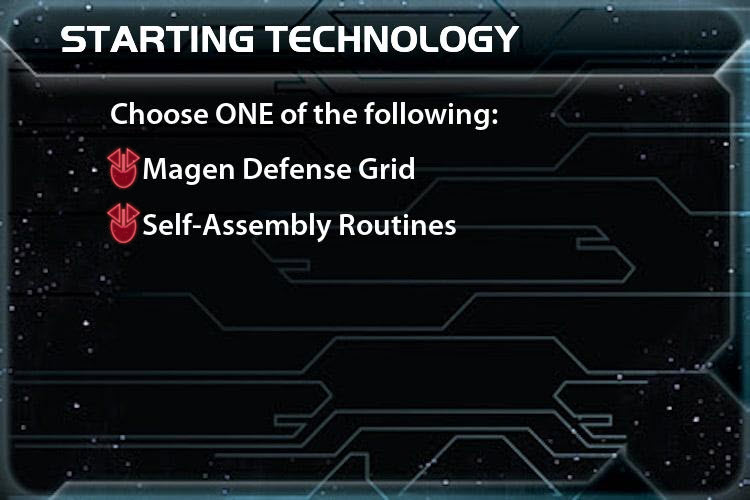 STARTING TECHNOLOGY
Choose ONE of the following:
Magen Defense Grid
Self-Assembly Routines